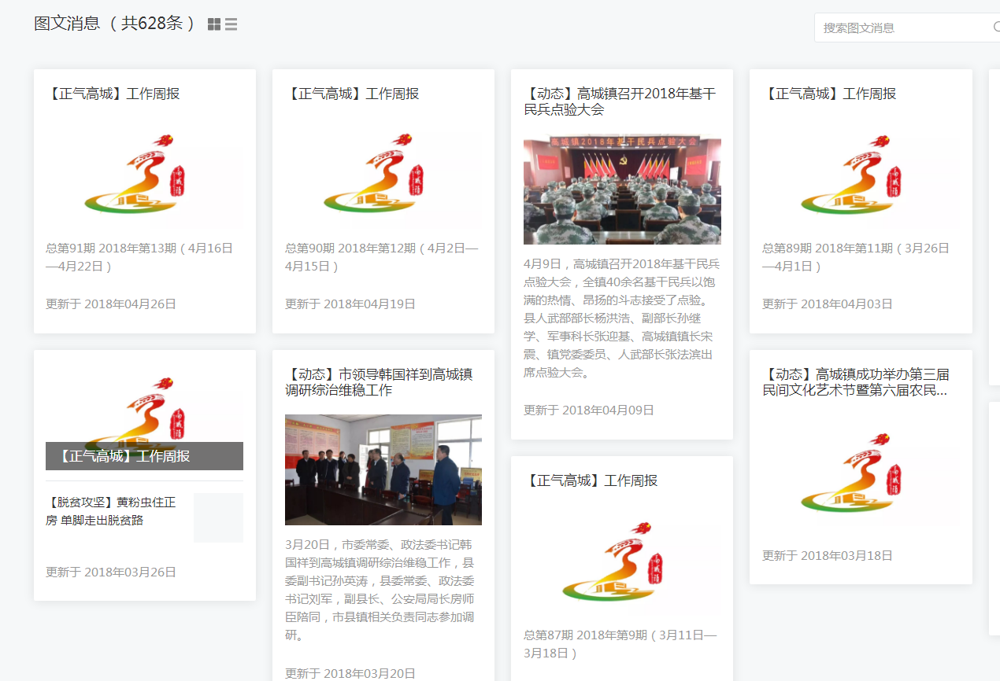 图文消息（共628条）
搜索图文消息
【正气高城】工作周报
高城镇
总第91期 2018年第13期（4月16日
—4月22日）
更新于 2018年04月26日
【正气高城】工作周报
高城镇
总第90期 2018年第12期（4月2日—
4月15日）
更新于 2018年04月19日
【动态】高城镇召开2018年基干
民兵点验大会
高城镇2018年基干民兵点验大会
4月9日，高城镇召开2018年基干民兵
点验大会，全镇40余名基干民兵以饱
满的热情、昂扬的斗志接受了点验。
县人武部部长杨洪浩、副部长孙继
学、军事科长张迎基、高城镇镇长宋
震、镇党委委员、人武部长张法滨出
席点验大会。
更新于 2018年04月09日
【正气高城】工作周报
高城镇
总第89期 2018年第11期（3月26日
—4月1日）
更新于 2018年04月03日
高城镇
【正气高城】工作周报
【脱贫攻坚】黄粉虫住正
房 单脚走出脱贫路
更新于 2018年03月26日
【动态】市领导韩国祥到高城镇
调研综治维稳工作
3月20日，市委常委、政法委书记韩
国祥到高城镇调研综治维稳工作，县
委副书记孙英涛，县委常委、政法委
书记刘军，副县长、公安局局长房师
臣陪同，市县镇相关负责同志参加调
研。
更新于 2018年03月20日
【正气高城】工作周报
高城镇
总第87期 2018年第9期（3月11日—
3月18日）
【动态】高城镇成功举办第三届
民间文化艺术节暨第六届农民...
高城镇
更新于 2018年03月18日